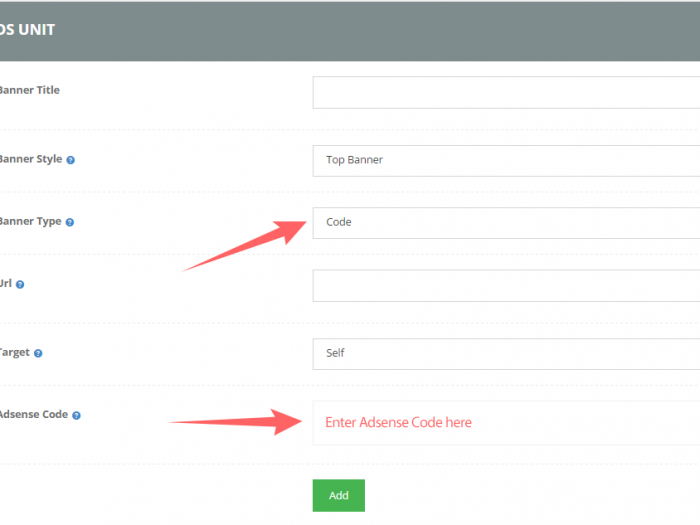 DS UNIT
Banner Title
Banner Style
Top Banner
Banner Type
Code
Url
Target
Self
Adsense Code
Enter Adsense Code here
Add